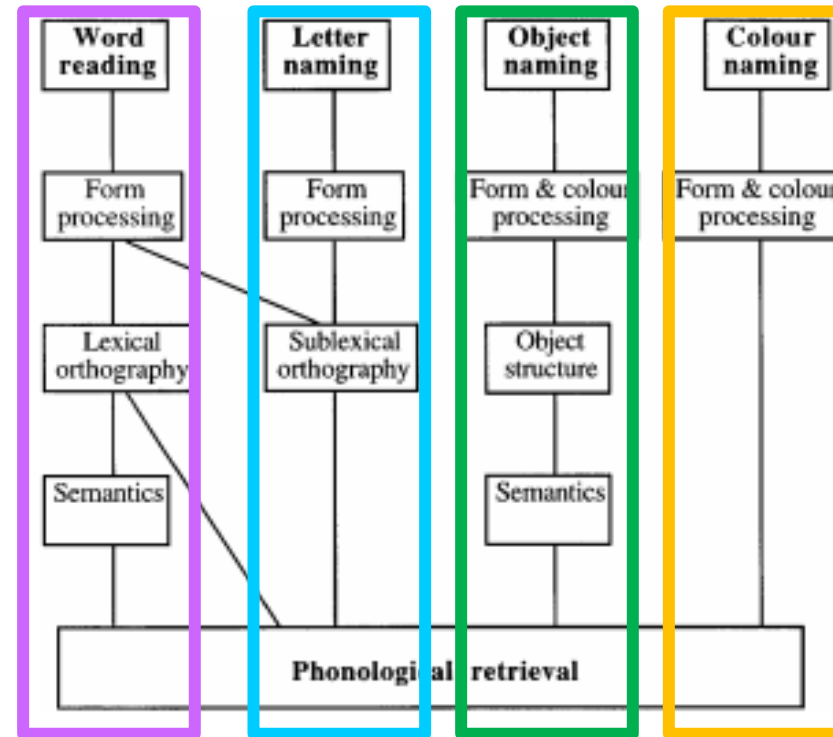 Word
reading
Letter
naming
Object
naming
Colour
naming
Form
processing
Form
processing
Form & colour
processing
Form & colour
processing
Lexical
orthography
Sublexical
orthography
Object
structure
Semantics
Semantics
Phonological retrieval